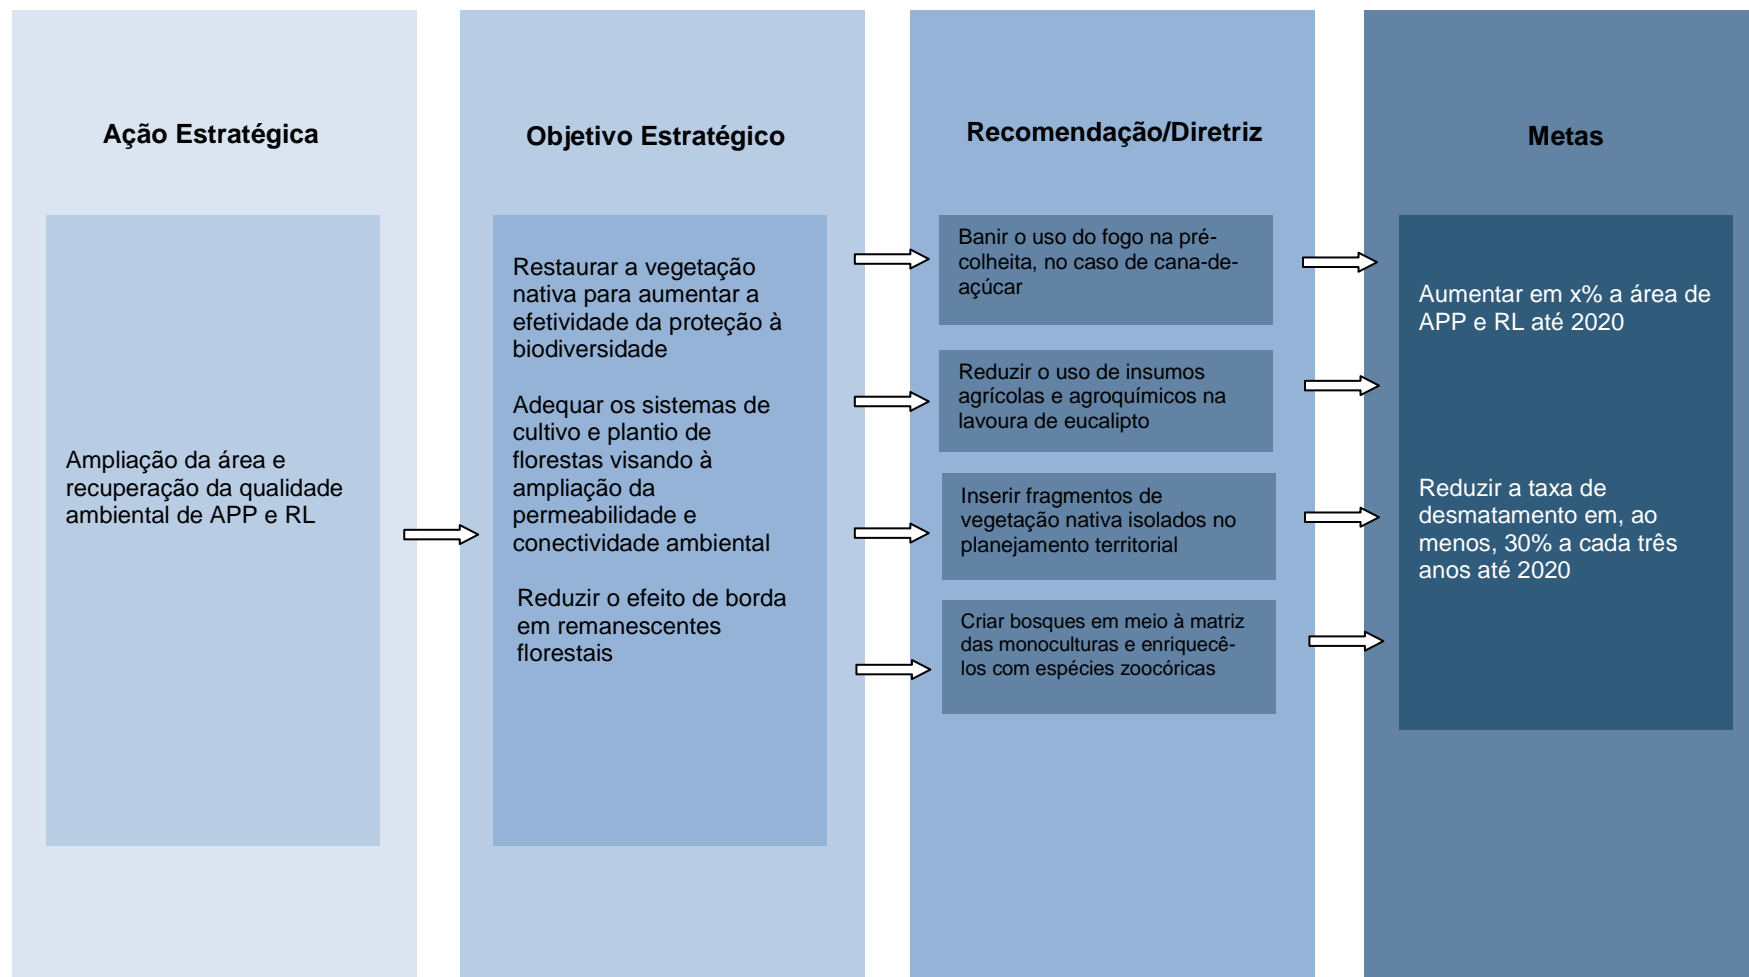 Ação Estratégica
Ampliação da área e
recuperação da qualidade
ambiental de APP e RL
Objetivo Estratégico
Restaurar a vegetação
nativa para aumentar a
efetividade da proteção à
biodiversidade
Adequar os sistemas de
cultivo e plantio de
florestas visando à
ampliação da
permeabilidade e
conectividade ambiental
Reduzir o efeito de borda
em remanescentes
florestais
Recomendação/Diretriz
Banir o uso do fogo na pré-
colheita, no caso de cana-de-
açúcar
Reduzir o uso de insumos
agrícolas e agroquímicos na
lavoura de eucalipto
Inserir fragmentos de
vegetação nativa isolados no
planejamento territorial
Criar bosques em meio à matriz
das monoculturas e enriquecê-
los com espécies zoocóricas
Metas
Aumentar em x% a área de
APP e RL até 2020
Reduzir a taxa de
desmatamento em, ao
menos, 30% a cada três
anos até 2020